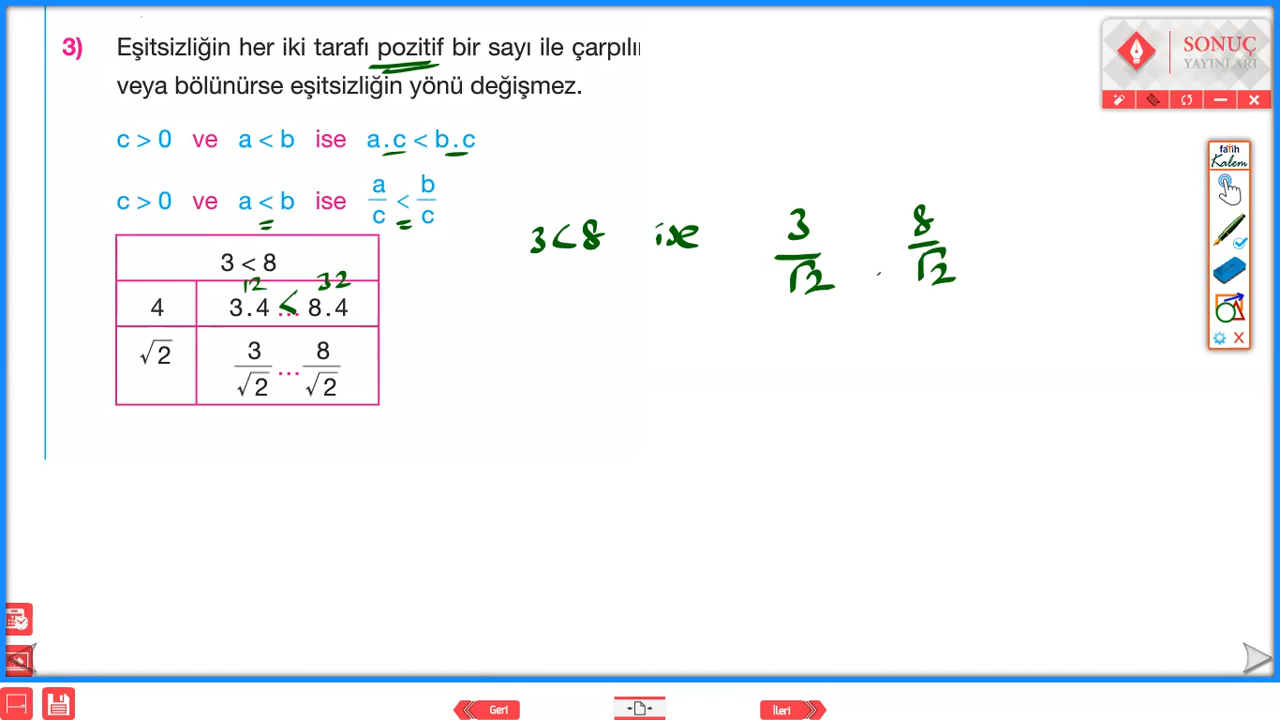 3) Eşitsizliğin her iki tarafı pozitif bir sayı ile çarpılı
veya bölünürse eşitsizliğin yönü değişmez.
c > 0 ve a < b ise a.c < b.c
c > 0 ve a < b ise a/c < b/c
3 < 8
12 32
4 3.4 ... < 8.4
√2 3/√2 ... 8/√2
3<8 ise 3/√2 . 8/√2
SONUÇ
YAYINLARI
fatih
Kalem
Geri
İleri